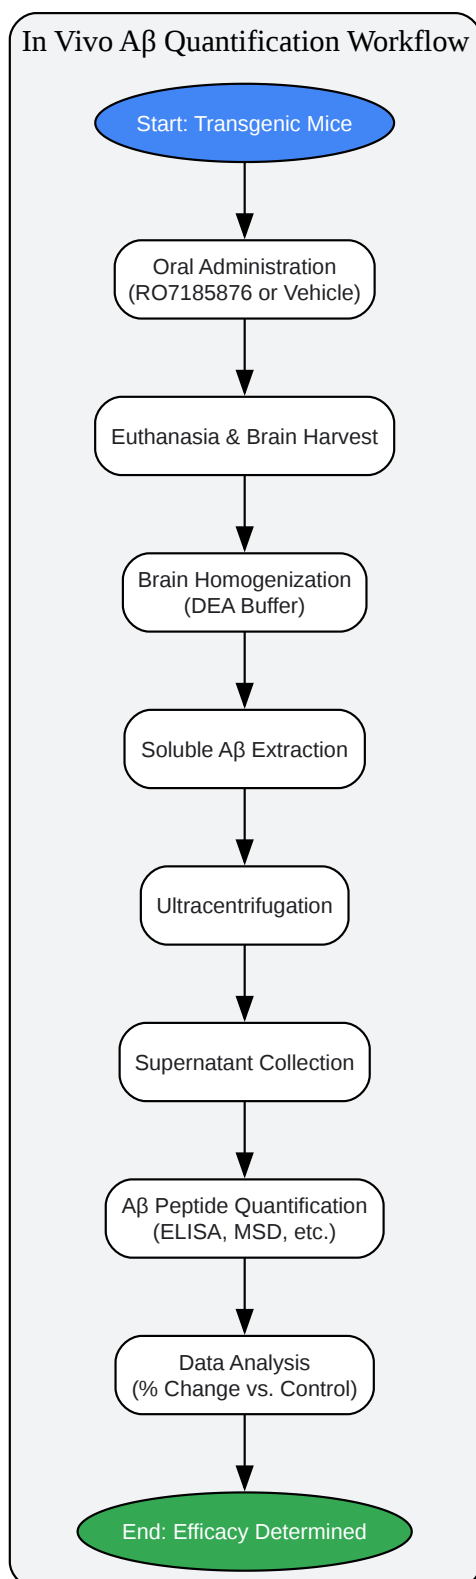 In Vivo Aβ Quantification Workflow
Start: Transgenic Mice
Oral Administration
(RO7185876 or Vehicle)
Euthanasia & Brain Harvest
Brain Homogenization
(DEA Buffer)
Soluble Aβ Extraction
Ultracentrifugation
Supernatant Collection
Aβ Peptide Quantification
(ELISA, MSD, etc.)
Data Analysis
(% Change vs. Control)
End: Efficacy Determined